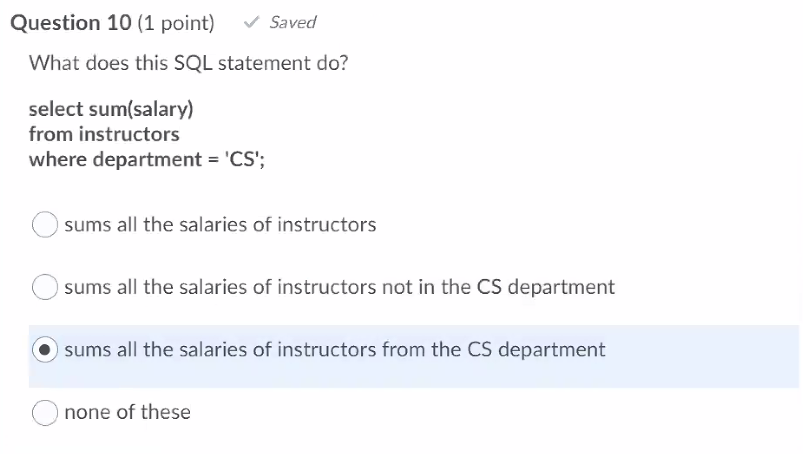 Question 10 (1 point) ✓ Saved
What does this SQL statement do?
select sum(salary)
from instructors
where department = 'CS';
sums all the salaries of instructors
sums all the salaries of instructors not in the CS department
sums all the salaries of instructors from the CS department
none of these